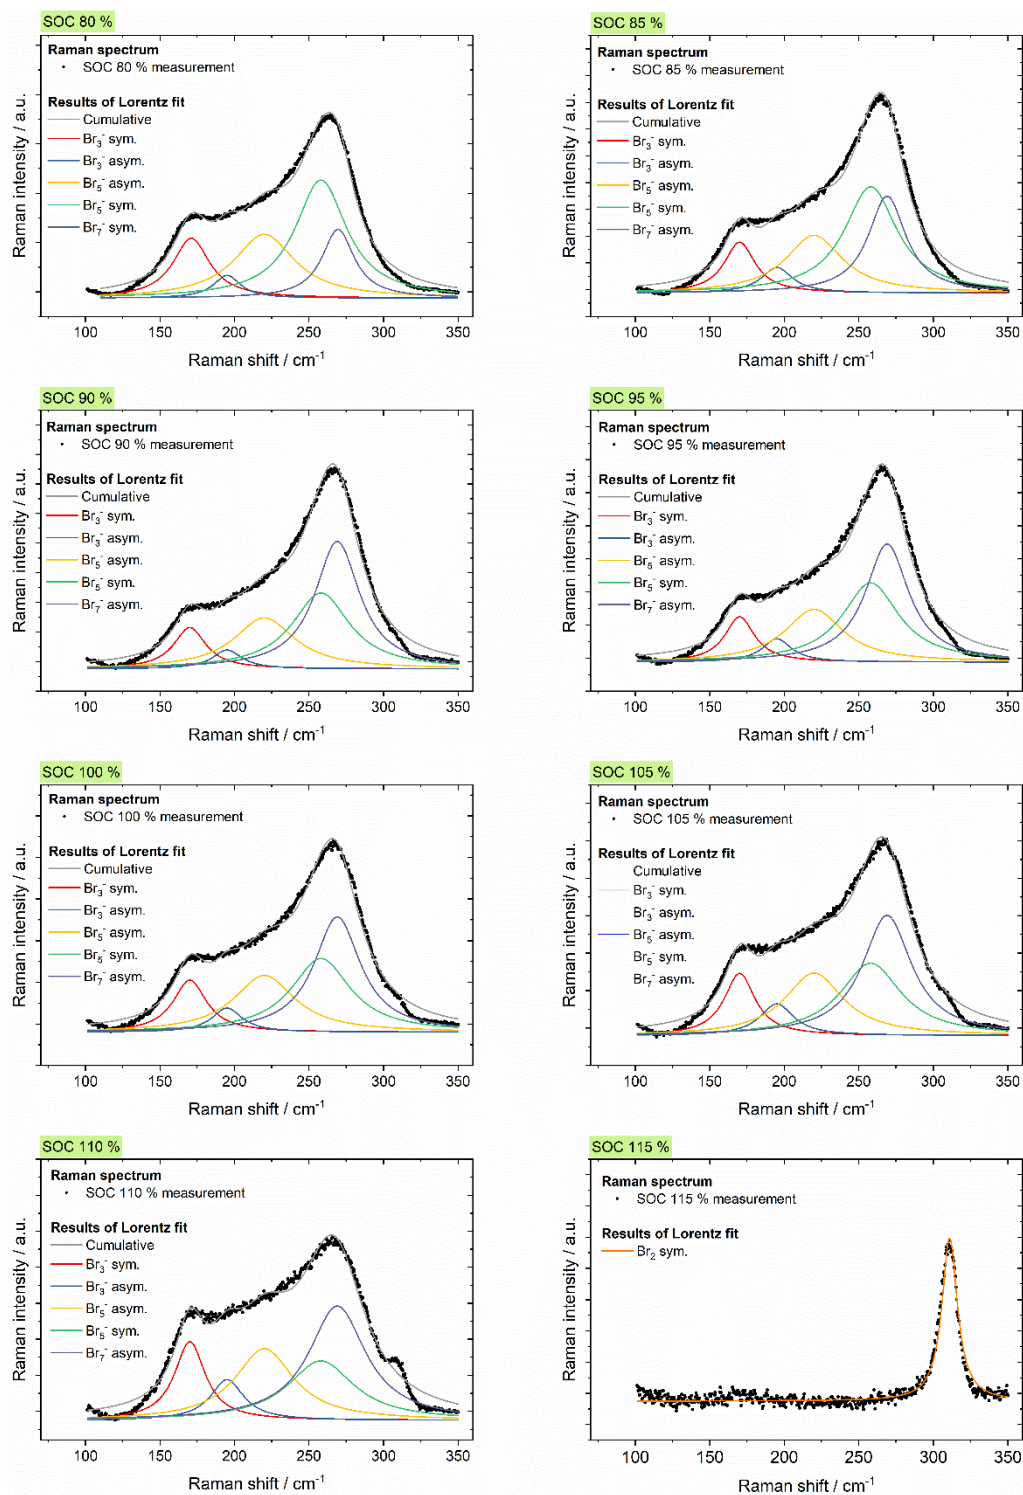 SOC 80 %
Raman spectrum
SOC 80 % measurement
Results of Lorentz fit
Cumulative
Br₃⁻ sym.
Br₃⁻ asym.
Br₅⁻ asym.
Br₅⁻ sym.
Br₇⁻ sym.
Raman intensity / a.u.
100 150 200 250 300 350
Raman shift / cm⁻¹
SOC 85 %
Raman spectrum
SOC 85 % measurement
Results of Lorentz fit
Cumulative
Br₃⁻ sym.
Br₃⁻ asym.
Br₅⁻ asym.
Br₅⁻ sym.
Br₇⁻ asym.
Raman intensity / a.u.
100 150 200 250 300 350
Raman shift / cm⁻¹
SOC 90 %
Raman spectrum
SOC 90 % measurement
Results of Lorentz fit
Cumulative
Br₃⁻ sym.
Br₃⁻ asym.
Br₅⁻ asym.
Br₅⁻ sym.
Br₇⁻ asym.
Raman intensity / a.u.
100 150 200 250 300 350
Raman shift / cm⁻¹
SOC 95 %
Raman spectrum
SOC 95 % measurement
Results of Lorentz fit
Cumulative
Br₃⁻ sym.
Br₃⁻ asym.
Br₅⁻ asym.
Br₅⁻ sym.
Br₇⁻ asym.
Raman intensity / a.u.
100 150 200 250 300 350
Raman shift / cm⁻¹
SOC 100 %
Raman spectrum
SOC 100 % measurement
Results of Lorentz fit
Cumulative
Br₃⁻ sym.
Br₃⁻ asym.
Br₅⁻ asym.
Br₅⁻ sym.
Br₇⁻ asym.
Raman intensity / a.u.
100 150 200 250 300 350
Raman shift / cm⁻¹
SOC 105 %
Raman spectrum
SOC 105 % measurement
Results of Lorentz fit
Cumulative
Br₃⁻ sym.
Br₃⁻ asym.
Br₅⁻ asym.
Br₅⁻ sym.
Br₇⁻ asym.
Raman intensity / a.u.
100 150 200 250 300 350
Raman shift / cm⁻¹
SOC 110 %
Raman spectrum
SOC 110 % measurement
Results of Lorentz fit
Cumulative
Br₃⁻ sym.
Br₃⁻ asym.
Br₅⁻ asym.
Br₅⁻ sym.
Br₇⁻ asym.
Raman intensity / a.u.
100 150 200 250 300 350
Raman shift / cm⁻¹
SOC 115 %
Raman spectrum
SOC 115 % measurement
Results of Lorentz fit
Br₂ sym.
Raman intensity / a.u.
100 150 200 250 300 350
Raman shift / cm⁻¹